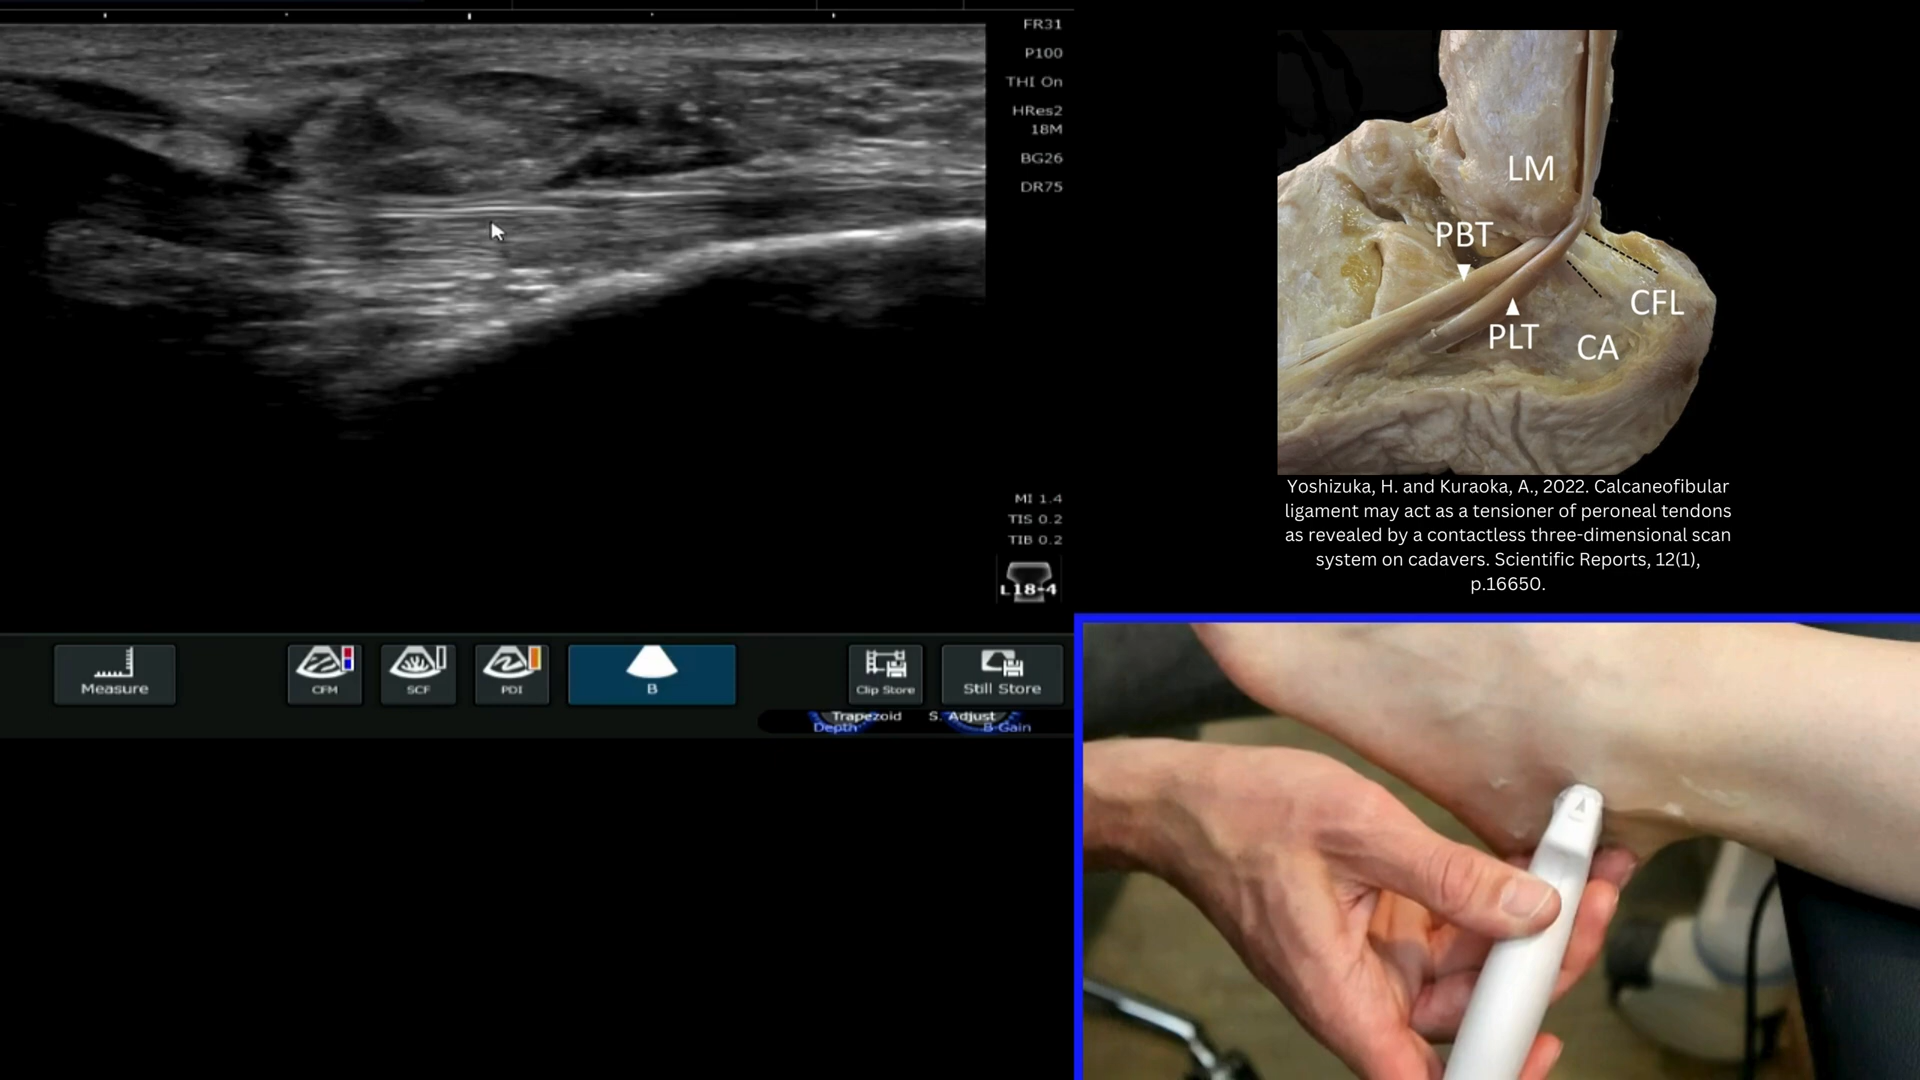 FR31
P100
THI On
HRes2
18M
BG26
DR75
MI 1.4
TIS 0.2
TIB 0.2
L18-4
Measure
CFM
SCF
PDI
B
Clip Store
Still Store
Trapezoid
S. Adjust
Depth
B Gain
LM
PBT
CFL
PLT
CA
Yoshizuka, H. and Kuraoka, A., 2022. Calcaneofibular
ligament may act as a tensioner of peroneal tendons
as revealed by a contactless three-dimensional scan
system on cadavers. Scientific Reports, 12(1),
p.16650.